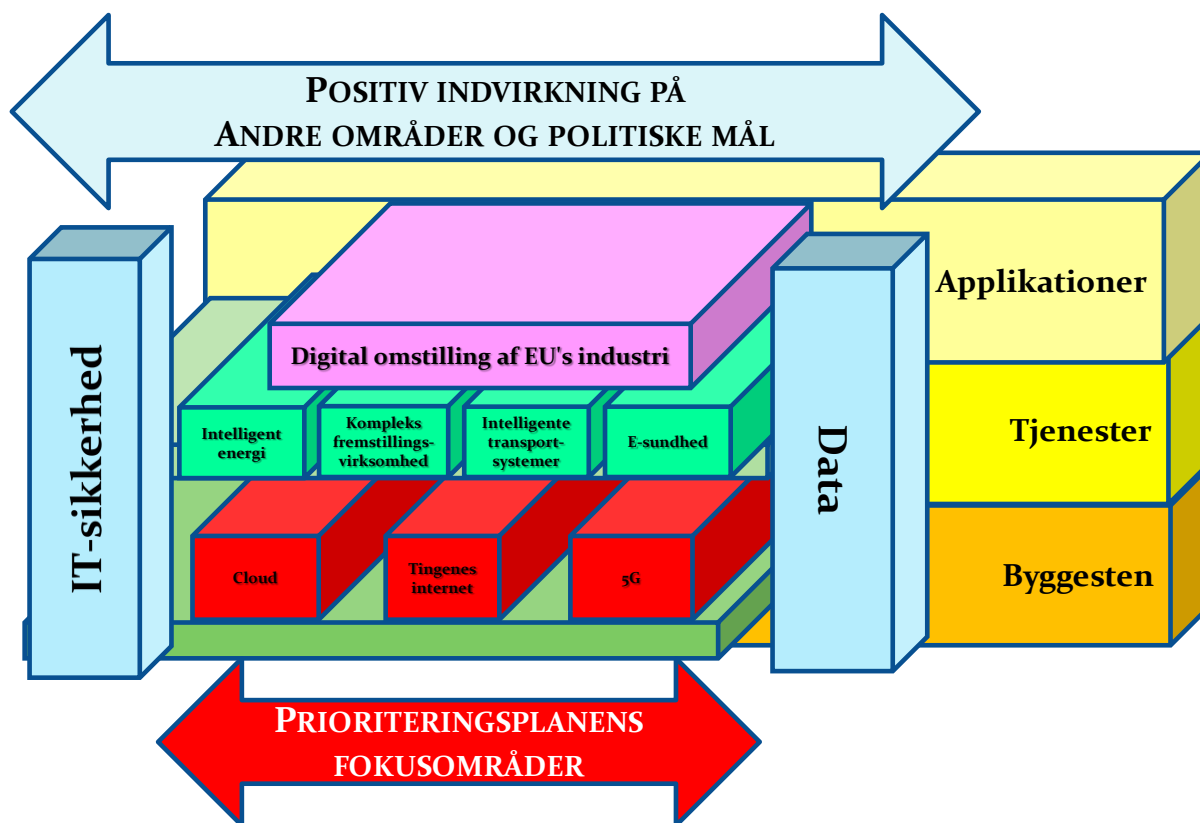 POSITIV INDVIRKNING PÅ
ANDRE OMRÅDER OG POLITISKE MÅL
IT-sikkerhed
Digital omstilling af EU's industri
Applikationer
Intelligent
energi
Kompleks
fremstillings-
virksomhed
Intelligente
transport-
systemer
E-sundhed
Data
Tjenester
Cloud
Tingenes
internet
5G
Byggesten
PRIORITERINGSPLANENS
FOKUSOMRÅDER